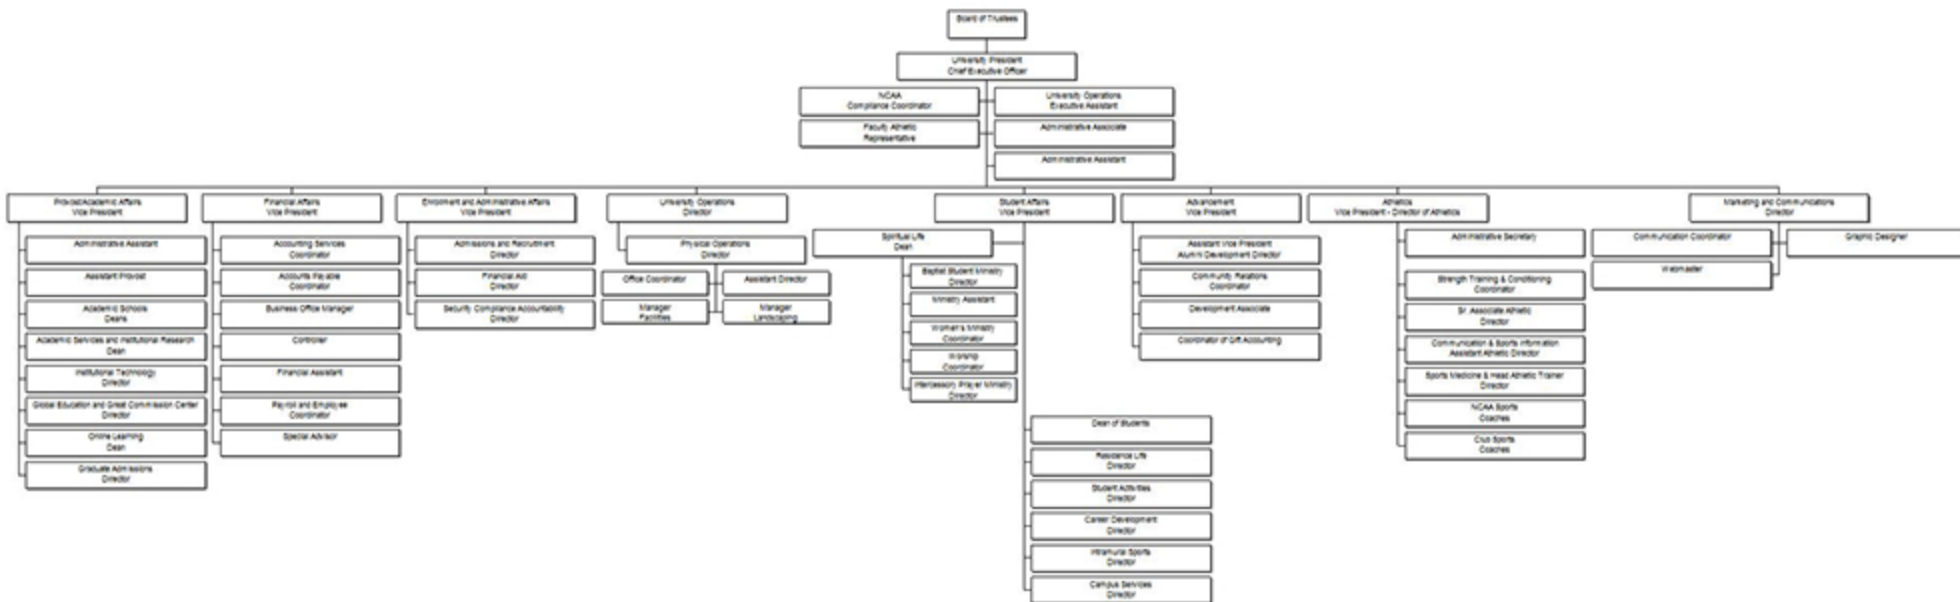 Board of Trustees
University President
Chief Executive Officer
NCAA
Compliance Coordinator
University Operations
Executive Assistant
Faculty Athletic
Representative
Administrative Associate
Administrative Assistant
Provost/Academic Affairs
Vice President
Financial Affairs
Vice President
Enrollment and Administrative Affairs
Vice President
University Operations
Director
Student Affairs
Vice President
Advancement
Vice President
Athletics
Vice President - Director of Athletics
Marketing and Communications
Director
Administrative Assistant
Assistant Provost
Academic Schools
Deans
Academic Services and Institutional Research
Dean
Institutional Technology
Director
Global Education and Great Commission Center
Director
Online Learning
Dean
Graduate Admissions
Director
Accounting Services
Coordinator
Accounts Payable
Coordinator
Business Office Manager
Controller
Financial Assistant
Payroll and Employee
Coordinator
Special Advisor
Admissions and Recruitment
Director
Financial Aid
Director
Security Compliance Accountability
Director
Physical Operations
Director
Office Coordinator
Assistant Director
Manager
Facilities
Manager
Landscaping
Spiritual Life
Dean
Baptist Student Ministry
Director
Ministry Assistant
Women's Ministry
Coordinator
Worship
Coordinator
Intercessory Prayer Ministry
Director
Dean of Students
Residence Life
Director
Student Activities
Director
Career Development
Director
Intramural Sports
Director
Campus Services
Director
Assistant Vice President
Alumni Development Director
Community Relations
Coordinator
Development Associate
Coordinator of Gift Accounting
Administrative Secretary
Strength Training & Conditioning
Coordinator
Sr. Associate Athletic
Director
Communication & Sports Information
Assistant Athletic Director
Sports Medicine & Head Athletic Trainer
Director
NCAA Sports
Coaches
Club Sports
Coaches
Communication Coordinator
Graphic Designer
Webmaster